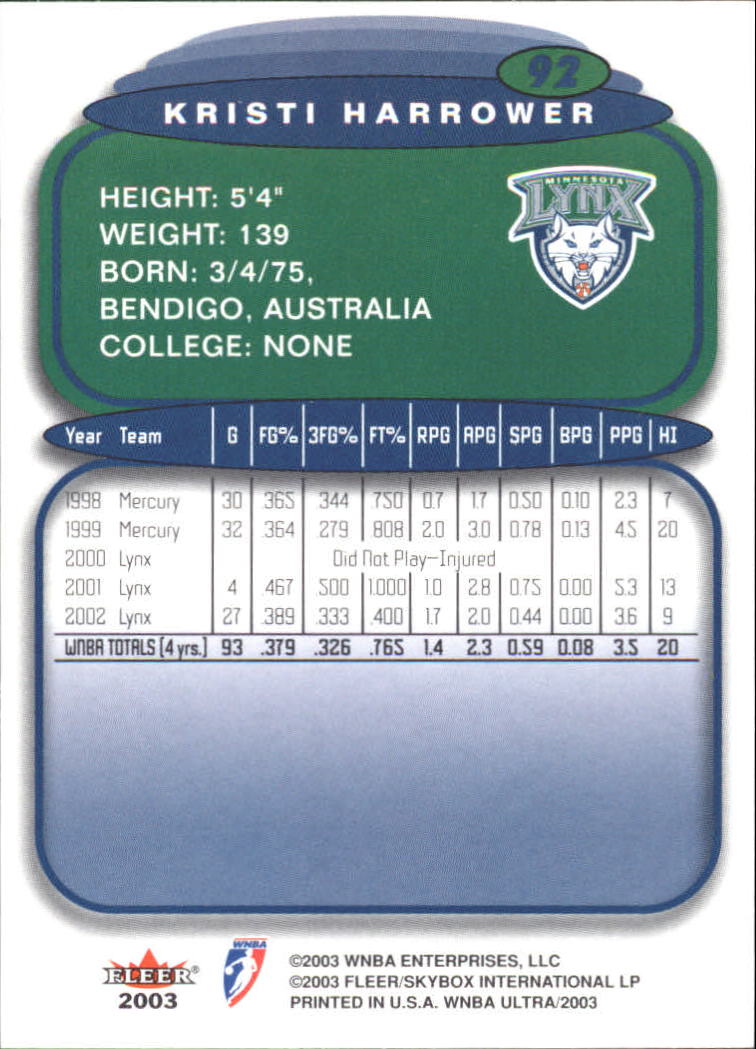 92
KRISTI HARROWER
HEIGHT: 5'4"
WEIGHT: 139
BORN: 3/4/75,
BENDIGO, AUSTRALIA
COLLEGE: NONE
MINNESOTA
LYNX
Year Team G FG% 3FG% FT% RPG APG SPG BPG PPG HI
1998 Mercury 30 .365 .344 .750 0.7 1.7 0.50 0.10 2.3 7
1999 Mercury 32 .364 .279 .808 2.0 3.0 0.78 0.13 4.5 20
2000 Lynx Did Not Play—Injured
2001 Lynx 4 .467 .500 1.000 1.0 2.8 0.75 0.00 5.3 13
2002 Lynx 27 .389 .333 .400 1.7 2.0 0.44 0.00 3.6 9
WNBA TOTALS (4 yrs.) 93 .379 .326 .765 1.4 2.3 0.59 0.08 3.5 20
FLEER®
2003
WNBA
©2003 WNBA ENTERPRISES, LLC
©2003 FLEER/SKYBOX INTERNATIONAL LP
PRINTED IN U.S.A. WNBA ULTRA/2003